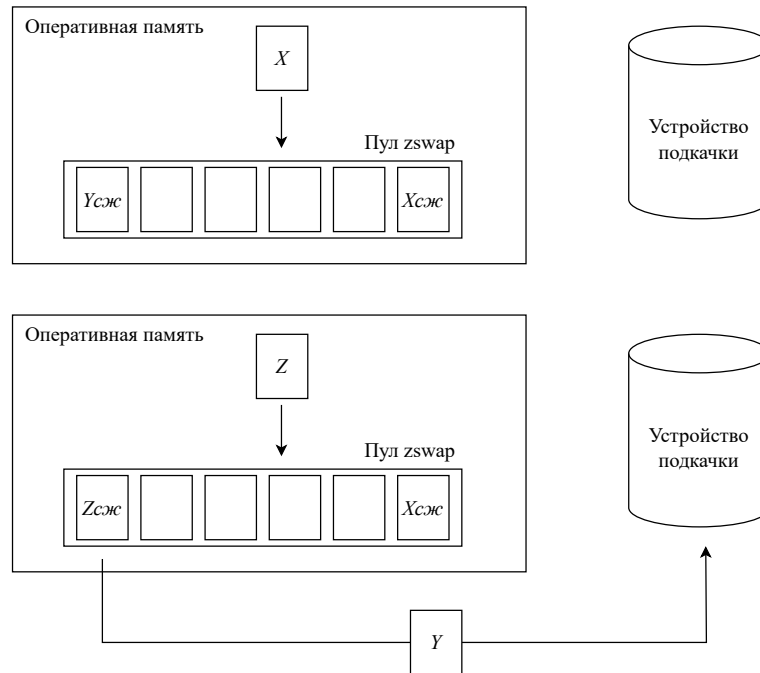 Оперативная память
X
Пул zswap
Yсж
Xсж
Устройство
подкачки
Оперативная память
Z
Пул zswap
Zсж
Xсж
Устройство
подкачки
Y